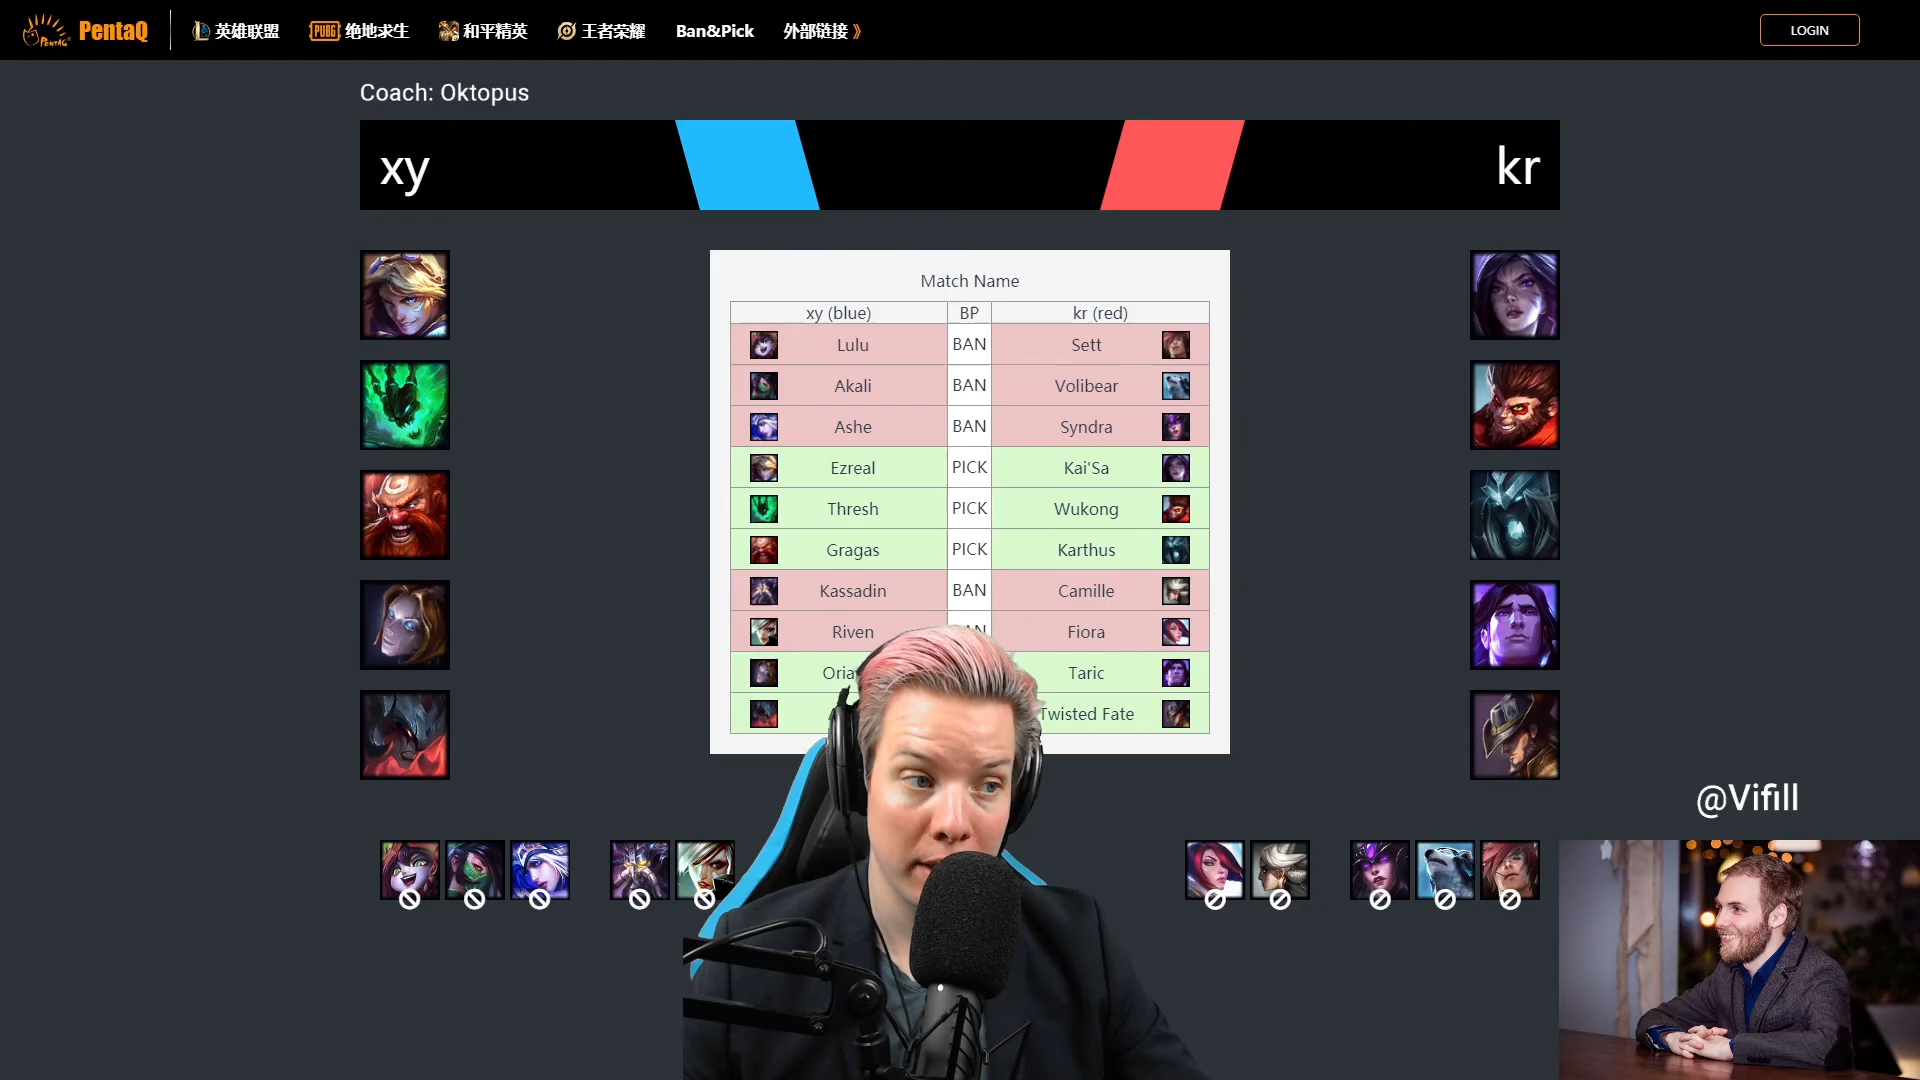 PentaQ
英雄联盟
绝地求生
和平精英
王者荣耀
Ban&Pick
外部链接 》
LOGIN
Coach: Oktopus
xy
kr
Match Name
xy (blue) BP kr (red)
Lulu BAN Sett
Akali BAN Volibear
Ashe BAN Syndra
Ezreal PICK Kai'Sa
Thresh PICK Wukong
Gragas PICK Karthus
Kassadin BAN Camille
Riven Fiora
Taric
Twisted Fate
@Vifill